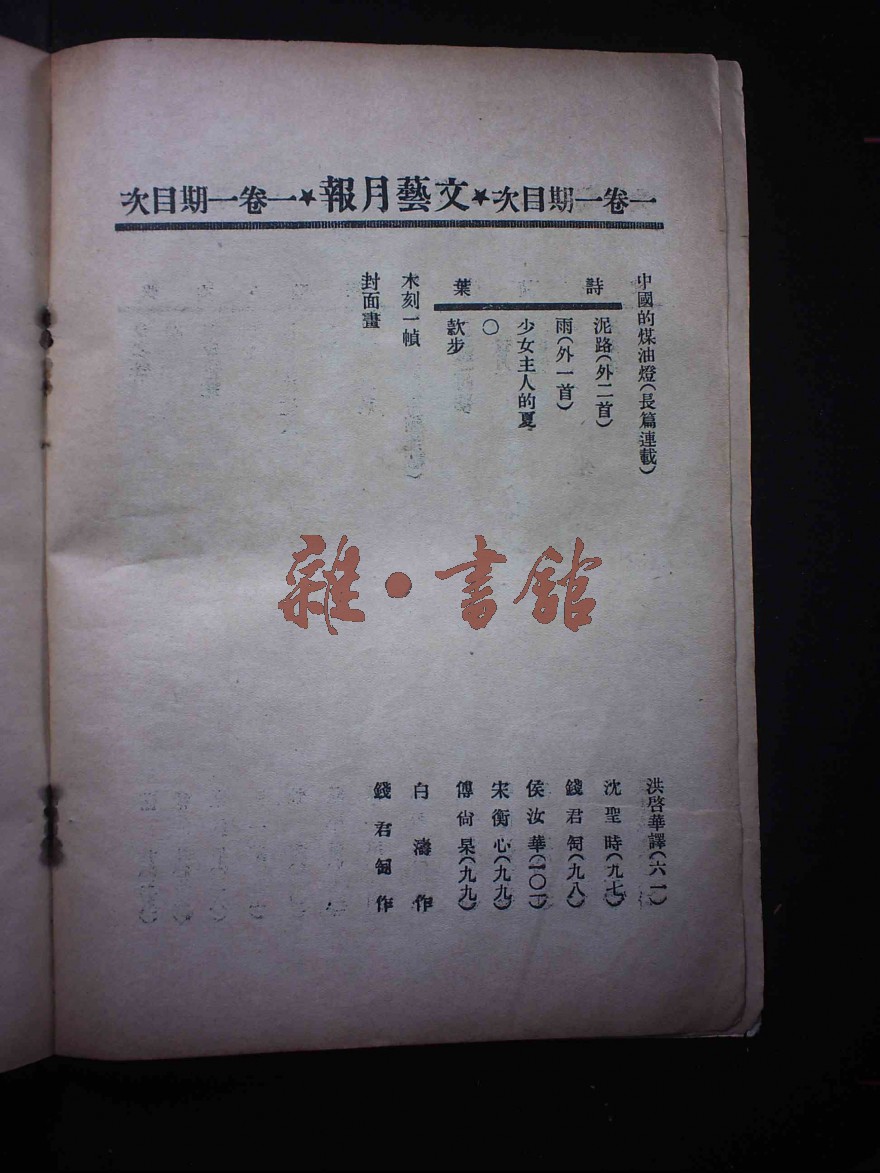 一卷一期目次★文藝月報★一卷一期目次
中國的煤油燈(長篇連載) 洪啓華譯(六一)
詩葉
泥路(外二首) 沈聖時(九七)
雨(外一首) 錢君匋(九八)
少女主人的夏 侯汝華(一〇一)
〇 宋衡心(九九)
款步 傅尙杲(九九)
木刻一幀 白濤作
封面畫 錢君匋作
雜·書館